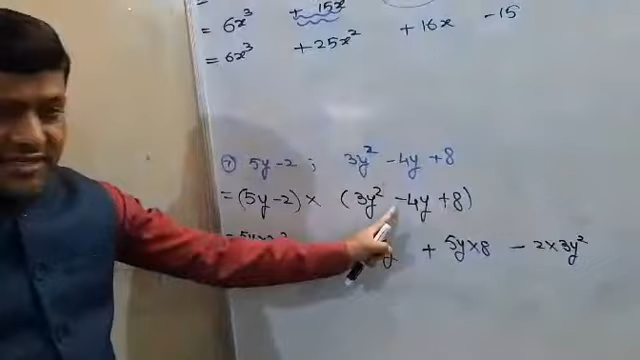 =
+ 15x
= 6x³ - 15
= 6x³ + 25x² + 16x
⑦ 5y-2 ; 3y² - 4y + 8
= (5y-2) × (3y² - 4y + 8)
= y + 5y×8 - 2×3y²